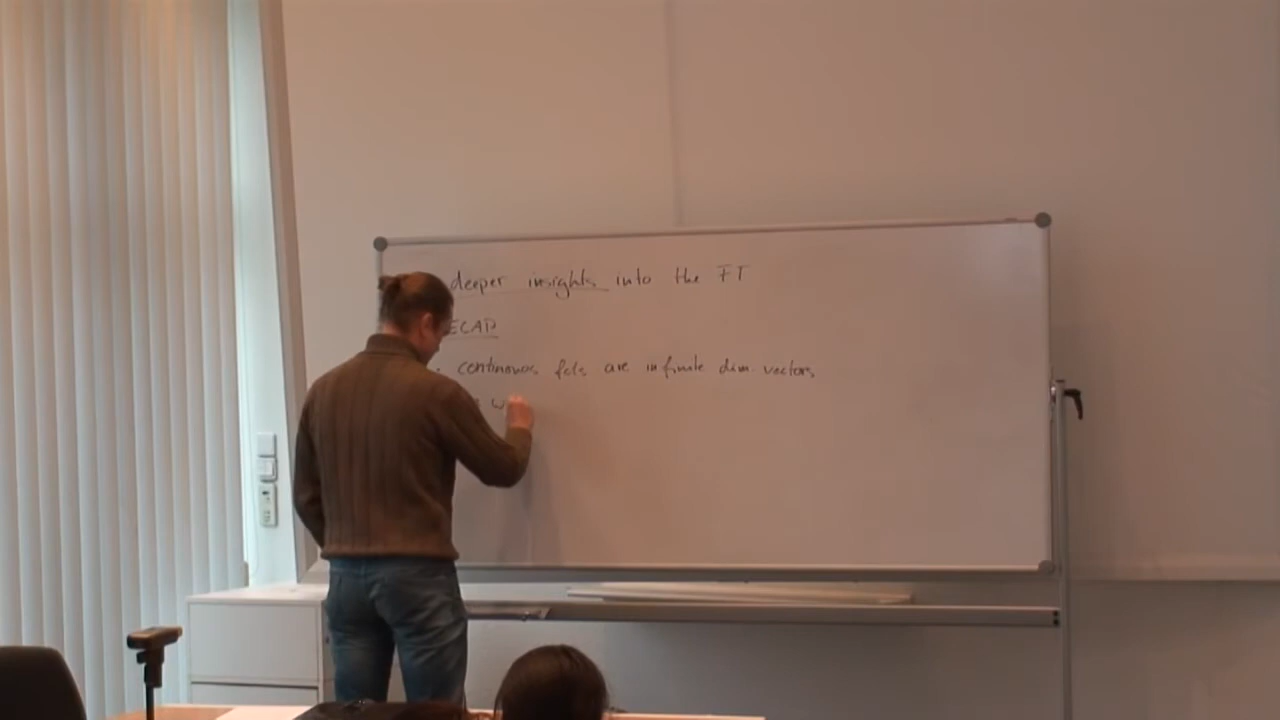 deeper insights into the FT
ECAP
. continuous fcts are infinite dim. vectors